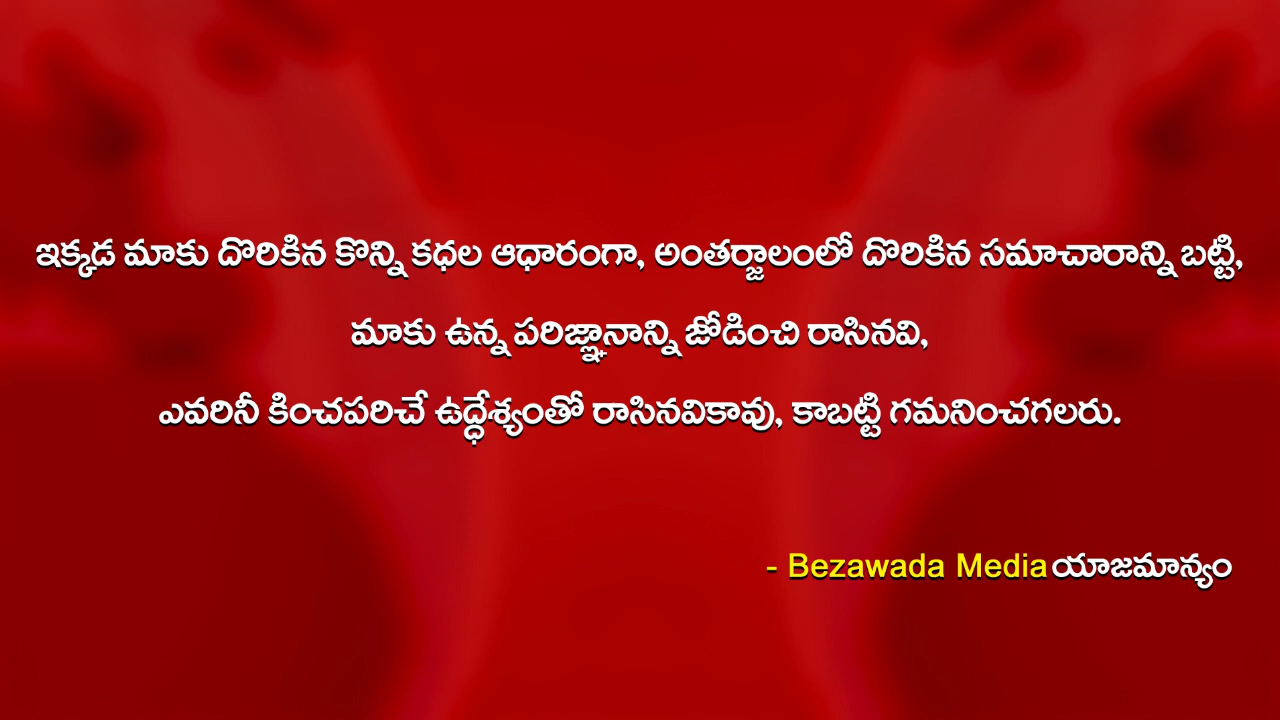 ఇక్కడ మాకు దొరికిన కొన్ని కధల ఆధారంగా, అంతర్జాలంలో దొరికిన సమాచారాన్ని బట్టి,
మాకు ఉన్న పరిజ్ఞానాన్ని జోడించి రాసినవి,
ఎవరినీ కించపరిచే ఉద్ధేశ్యంతో రాసినవికావు, కాబట్టి గమనించగలరు.
- Bezawada Media యాజమాన్యం